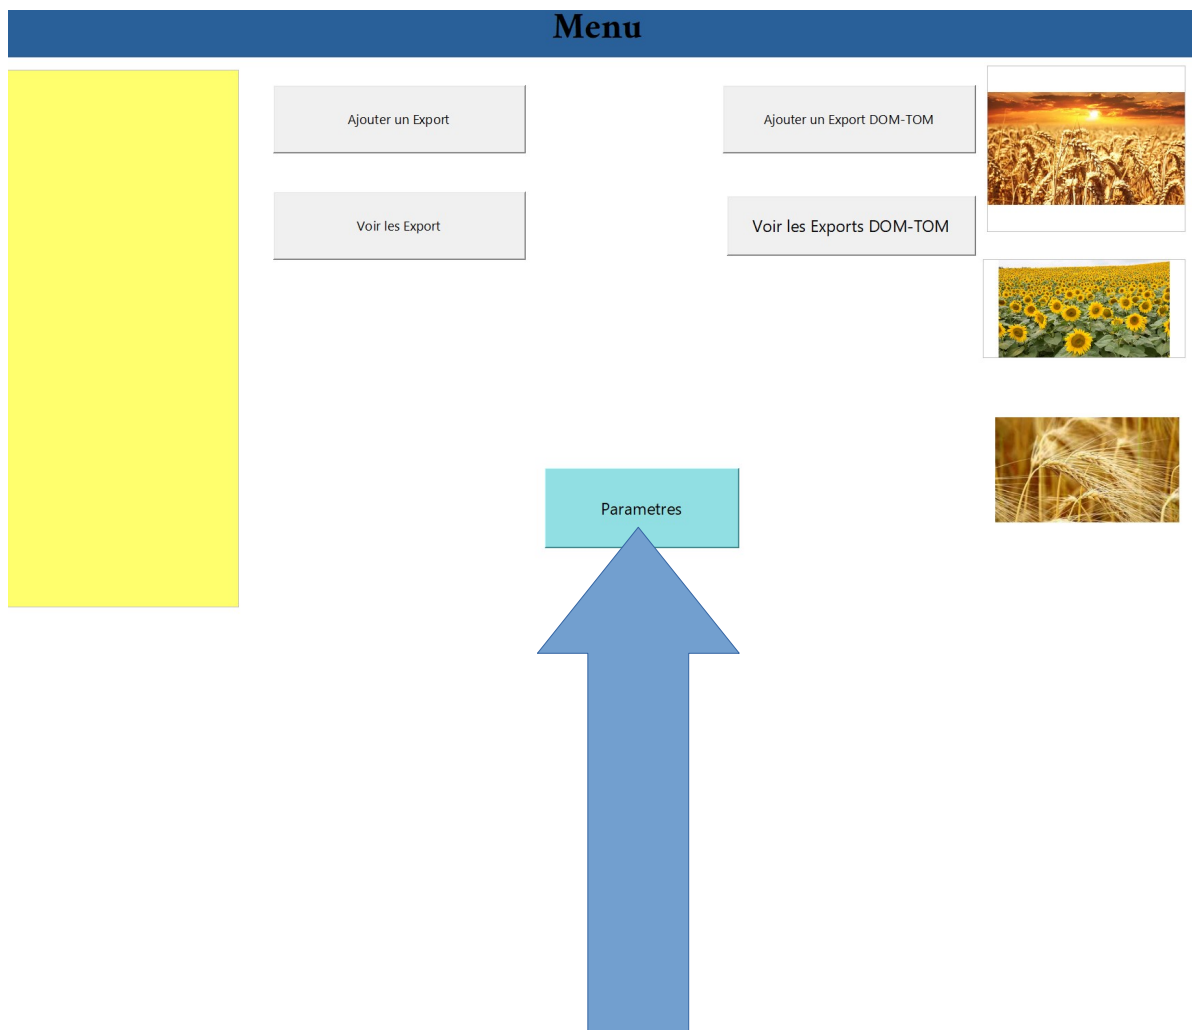 Menu
Ajouter un Export
Ajouter un Export DOM-TOM
Voir les Export
Voir les Exports DOM-TOM
Parametres